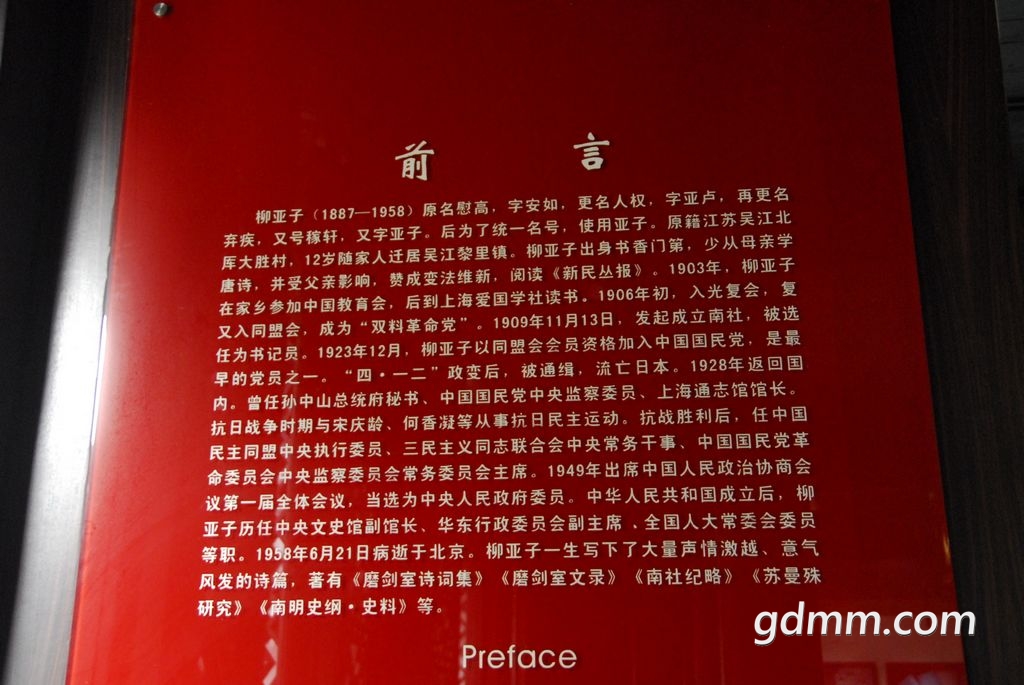 前言
柳亚子（1887—1958）原名慰高，字安如，更名人权，字亚卢，再更名
弃疾，又号稼轩，又字亚子。后为了统一名号，使用亚子。原籍江苏吴江北
厍大胜村，12岁随家人迁居吴江黎里镇。柳亚子出身书香门第，少从母亲学
唐诗，并受父亲影响，赞成变法维新，阅读《新民丛报》。1903年，柳亚子
在家乡参加中国教育会，后到上海爱国学社读书。1906年初，入光复会，复
又入同盟会，成为“双料革命党”。1909年11月13日，发起成立南社，被选
任为书记员。1923年12月，柳亚子以同盟会会员资格加入中国国民党，是最
早的党员之一。“四·一二”政变后，被通缉，流亡日本。1928年返回国
内。曾任孙中山总统府秘书、中国国民党中央监察委员、上海通志馆馆长。
抗日战争时期与宋庆龄、何香凝等从事抗日民主运动。抗战胜利后，任中国
民主同盟中央执行委员、三民主义同志联合会中央常务干事、中国国民党革
命委员会中央监察委员会常务委员会主席。1949年出席中国人民政治协商会
议第一届全体会议，当选为中央人民政府委员。中华人民共和国成立后，柳
亚子历任中央文史馆副馆长、华东行政委员会副主席、全国人大常委会委员
等职。1958年6月21日病逝于北京。柳亚子一生写下了大量声情激越、意气
风发的诗篇，著有《磨剑室诗词集》《磨剑室文录》《南社纪略》《苏曼殊
研究》《南明史纲·史料》等。
gdmm.com
Preface